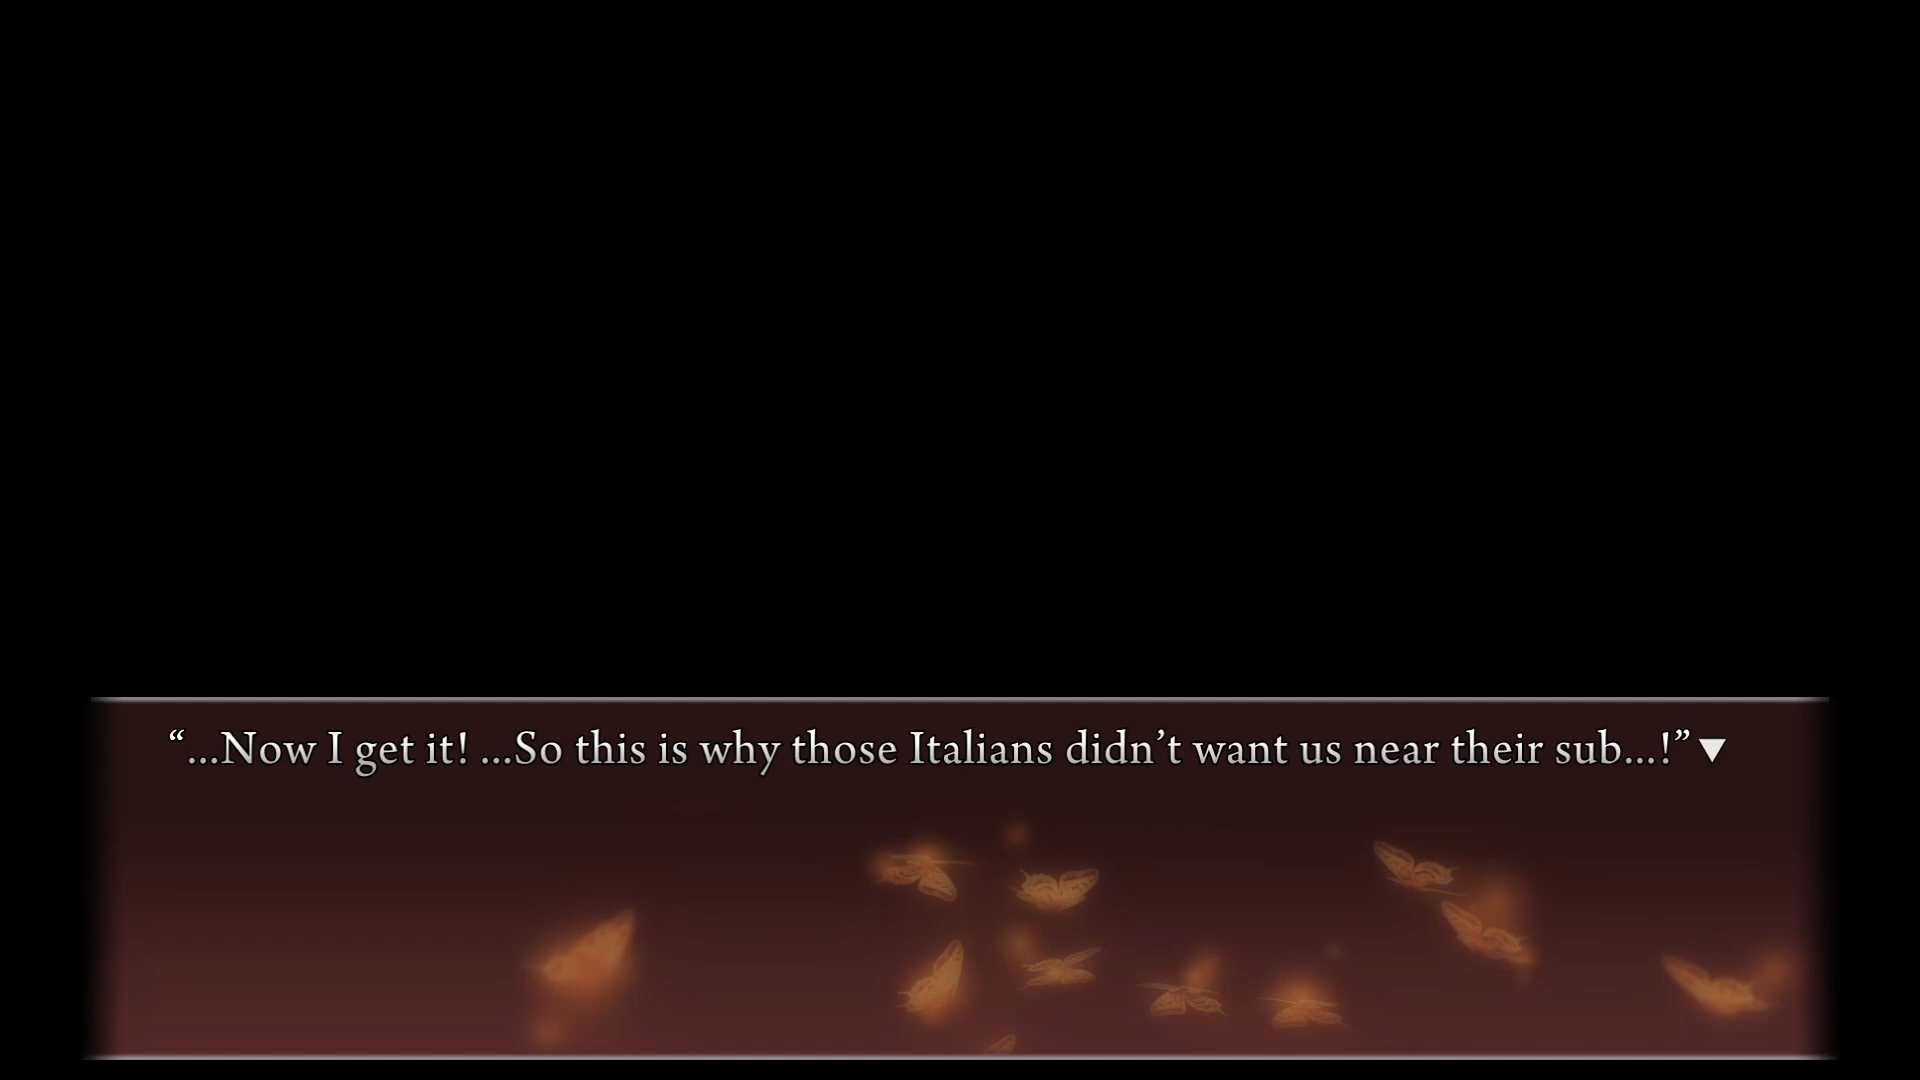 “...Now I get it! ...So this is why those Italians didn’t want us near their sub...!”